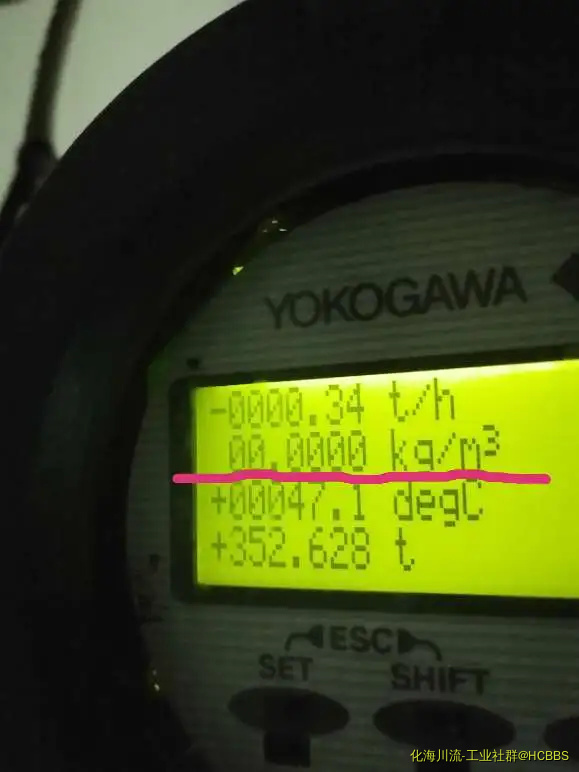 YOKOGAWA
-0000.34 t/h
00.0000 kg/m³
+00047.1 degC
+352.628 t
ESC
SET SHIFT
化海川流-工业社群@HCBBS